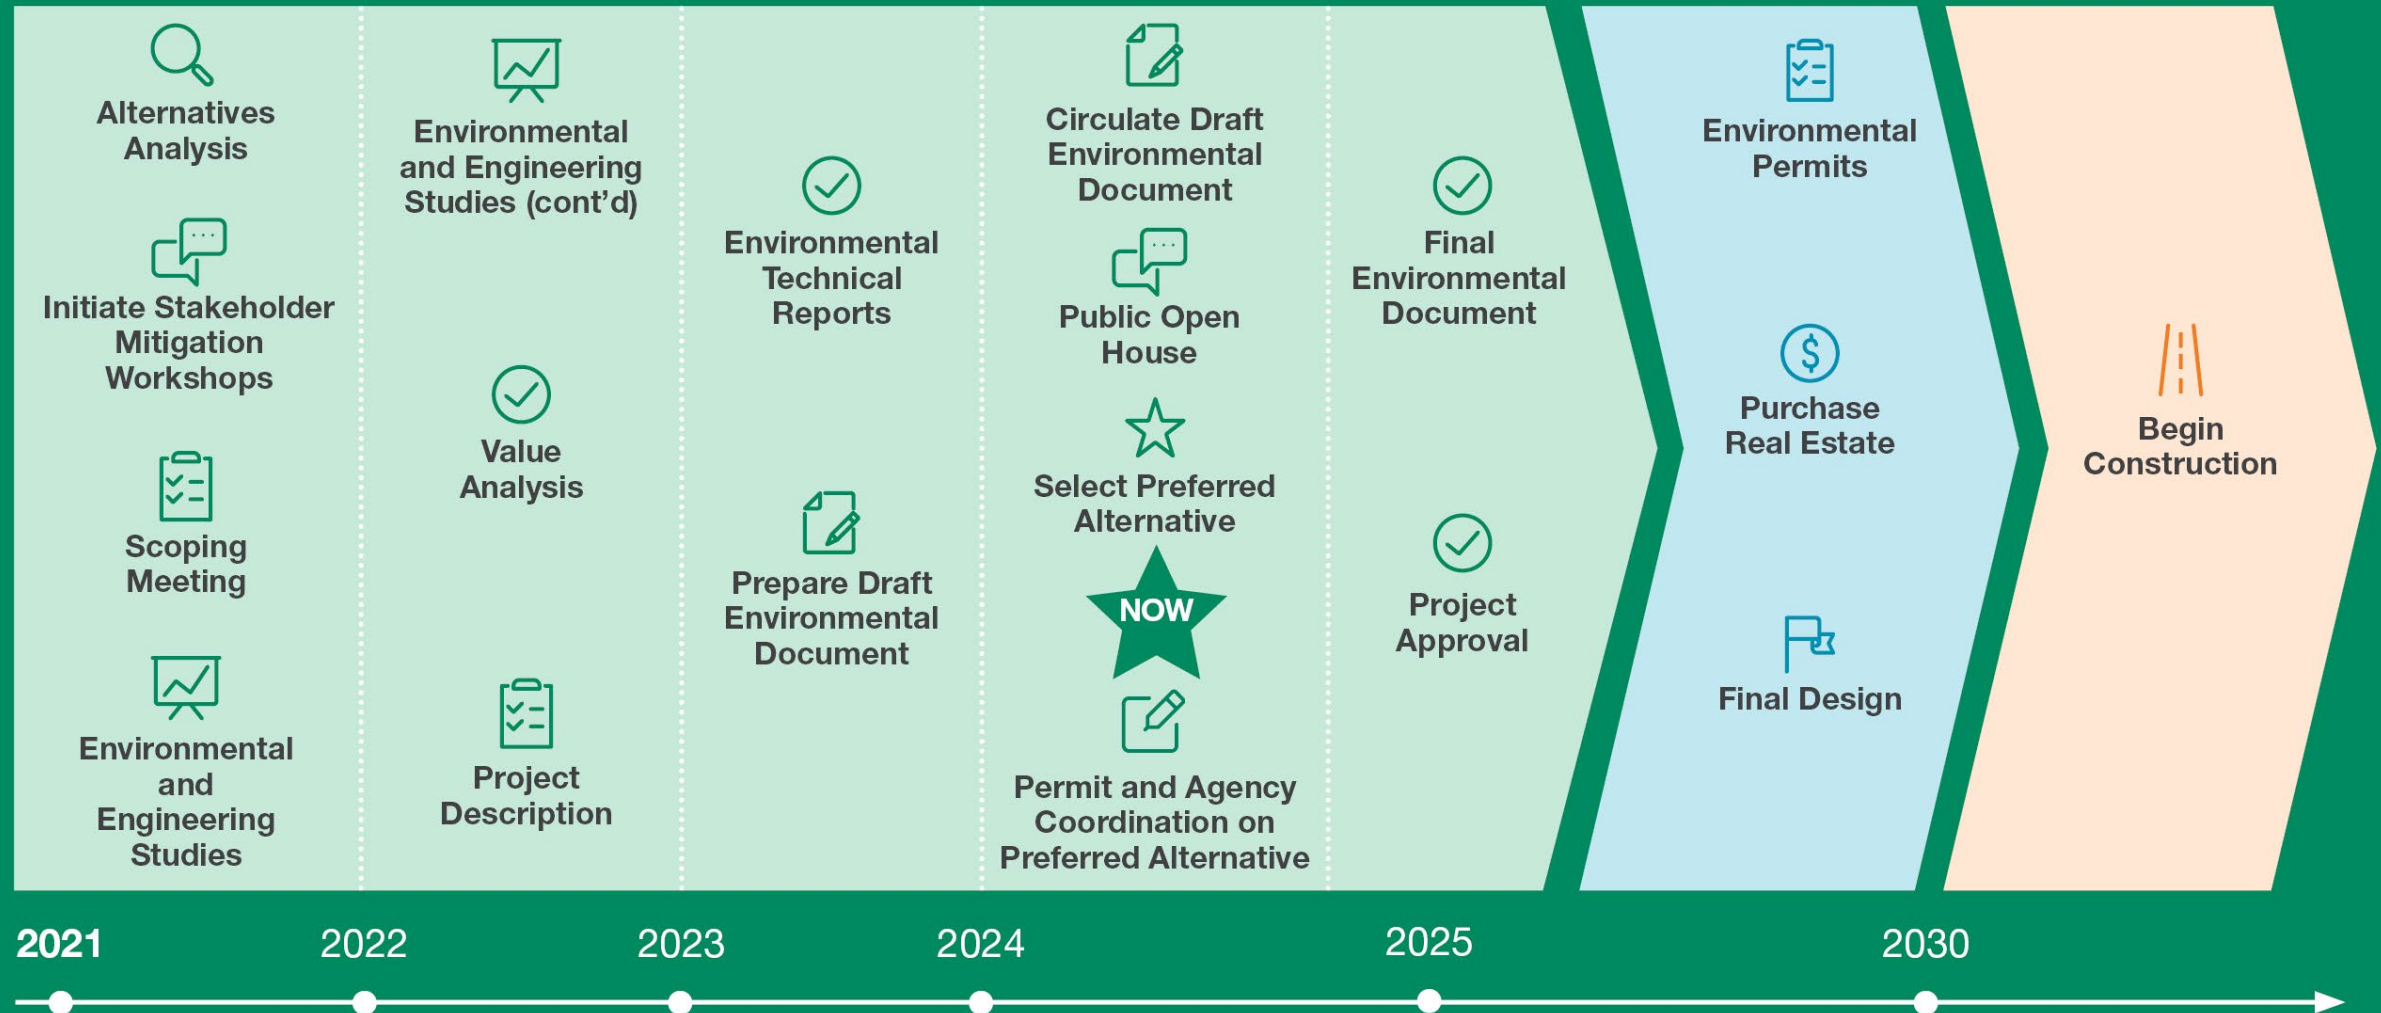 Alternatives
Analysis
Initiate Stakeholder
Mitigation
Workshops
Scoping
Meeting
Environmental
and
Engineering
Studies
Environmental
and Engineering
Studies (cont’d)
Value
Analysis
Project
Description
Environmental
Technical
Reports
Prepare Draft
Environmental
Document
Circulate Draft
Environmental
Document
Public Open
House
Select Preferred
Alternative
NOW
Permit and Agency
Coordination on
Preferred Alternative
Final
Environmental
Document
Project
Approval
Environmental
Permits
Purchase
Real Estate
Final Design
Begin
Construction
2021
2022
2023
2024
2025
2030